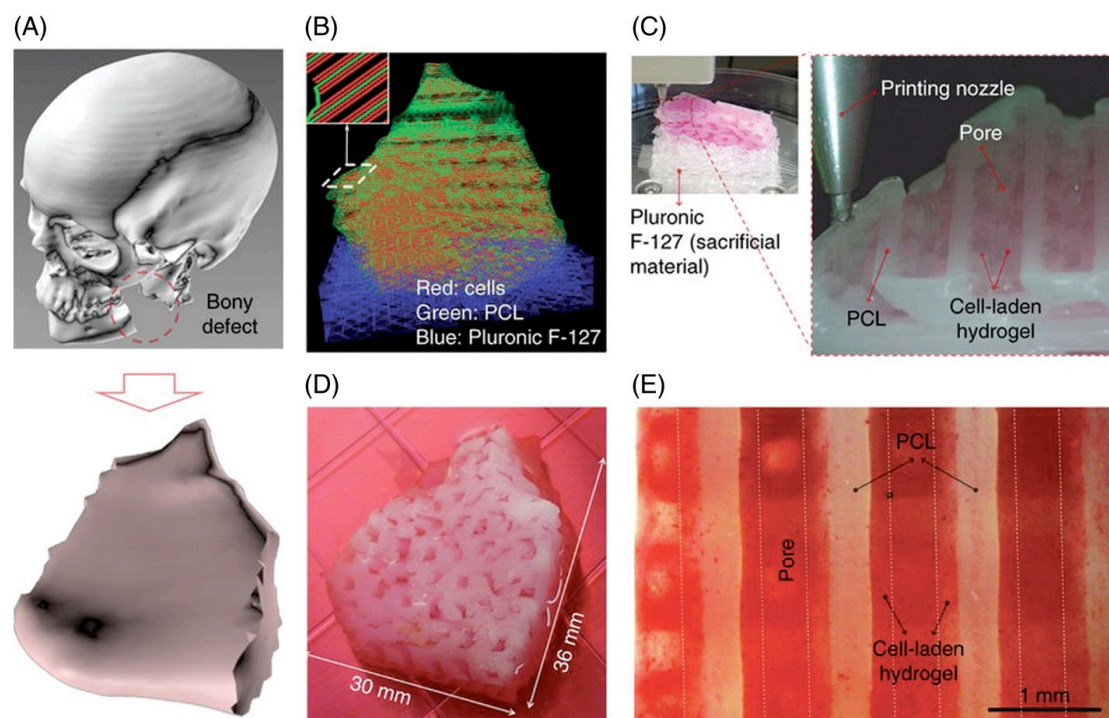 (A)
Bony
defect
(B)
Red: cells
Green: PCL
Blue: Pluronic F-127
(C)
Printing nozzle
Pore
Pluronic
F-127 (sacrificial
material)
PCL
Cell-laden
hydrogel
(D)
30 mm
36 mm
(E)
PCL
Pore
Cell-laden
hydrogel
1 mm